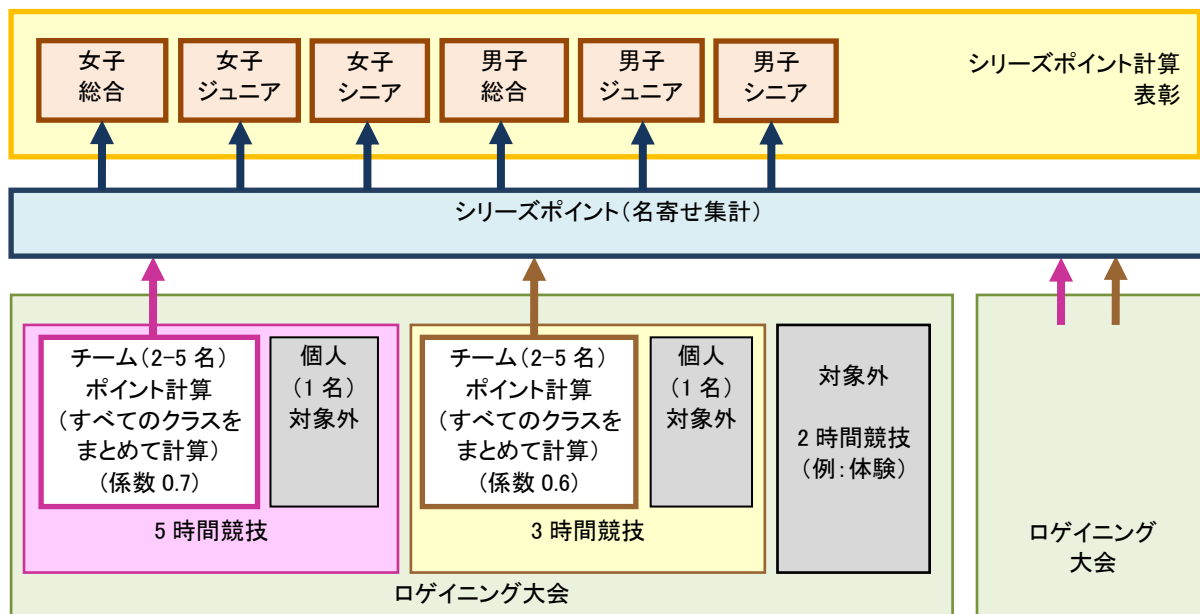 女子
総合
女子
ジュニア
女子
シニア
男子
総合
男子
ジュニア
男子
シニア
シリーズポイント計算
表彰
シリーズポイント(名寄せ集計)
チーム(2-5 名)
ポイント計算
(すべてのクラスを
まとめて計算)
(係数 0.7)
個人
(1 名)
対象外
5 時間競技
チーム(2-5 名)
ポイント計算
(すべてのクラスを
まとめて計算)
(係数 0.6)
個人
(1 名)
対象外
3 時間競技
対象外
2 時間競技
(例:体験)
ロゲイニング大会
ロゲイニング
大会